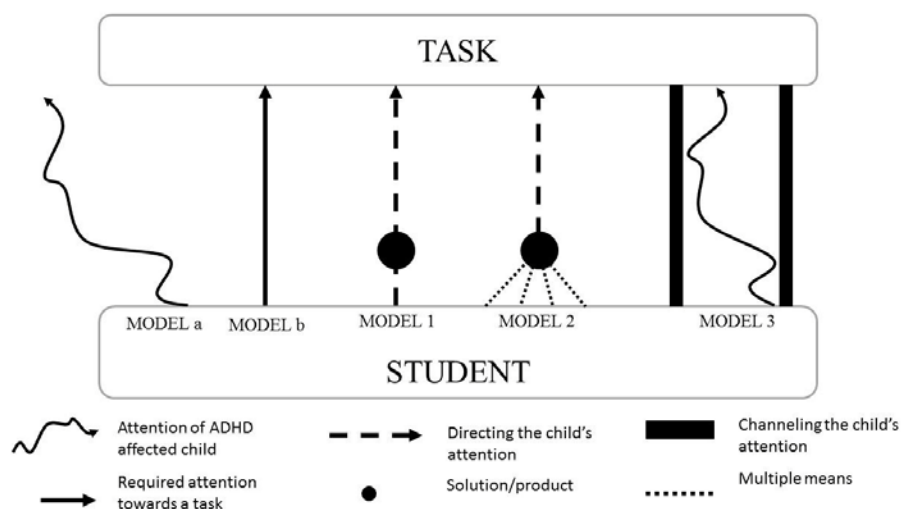 TASK
MODEL a
MODEL b
MODEL 1
MODEL 2
MODEL 3
STUDENT
Attention of ADHD
affected child
Directing the child's
attention
Channeling the child's
attention
Required attention
towards a task
Solution/product
Multiple means